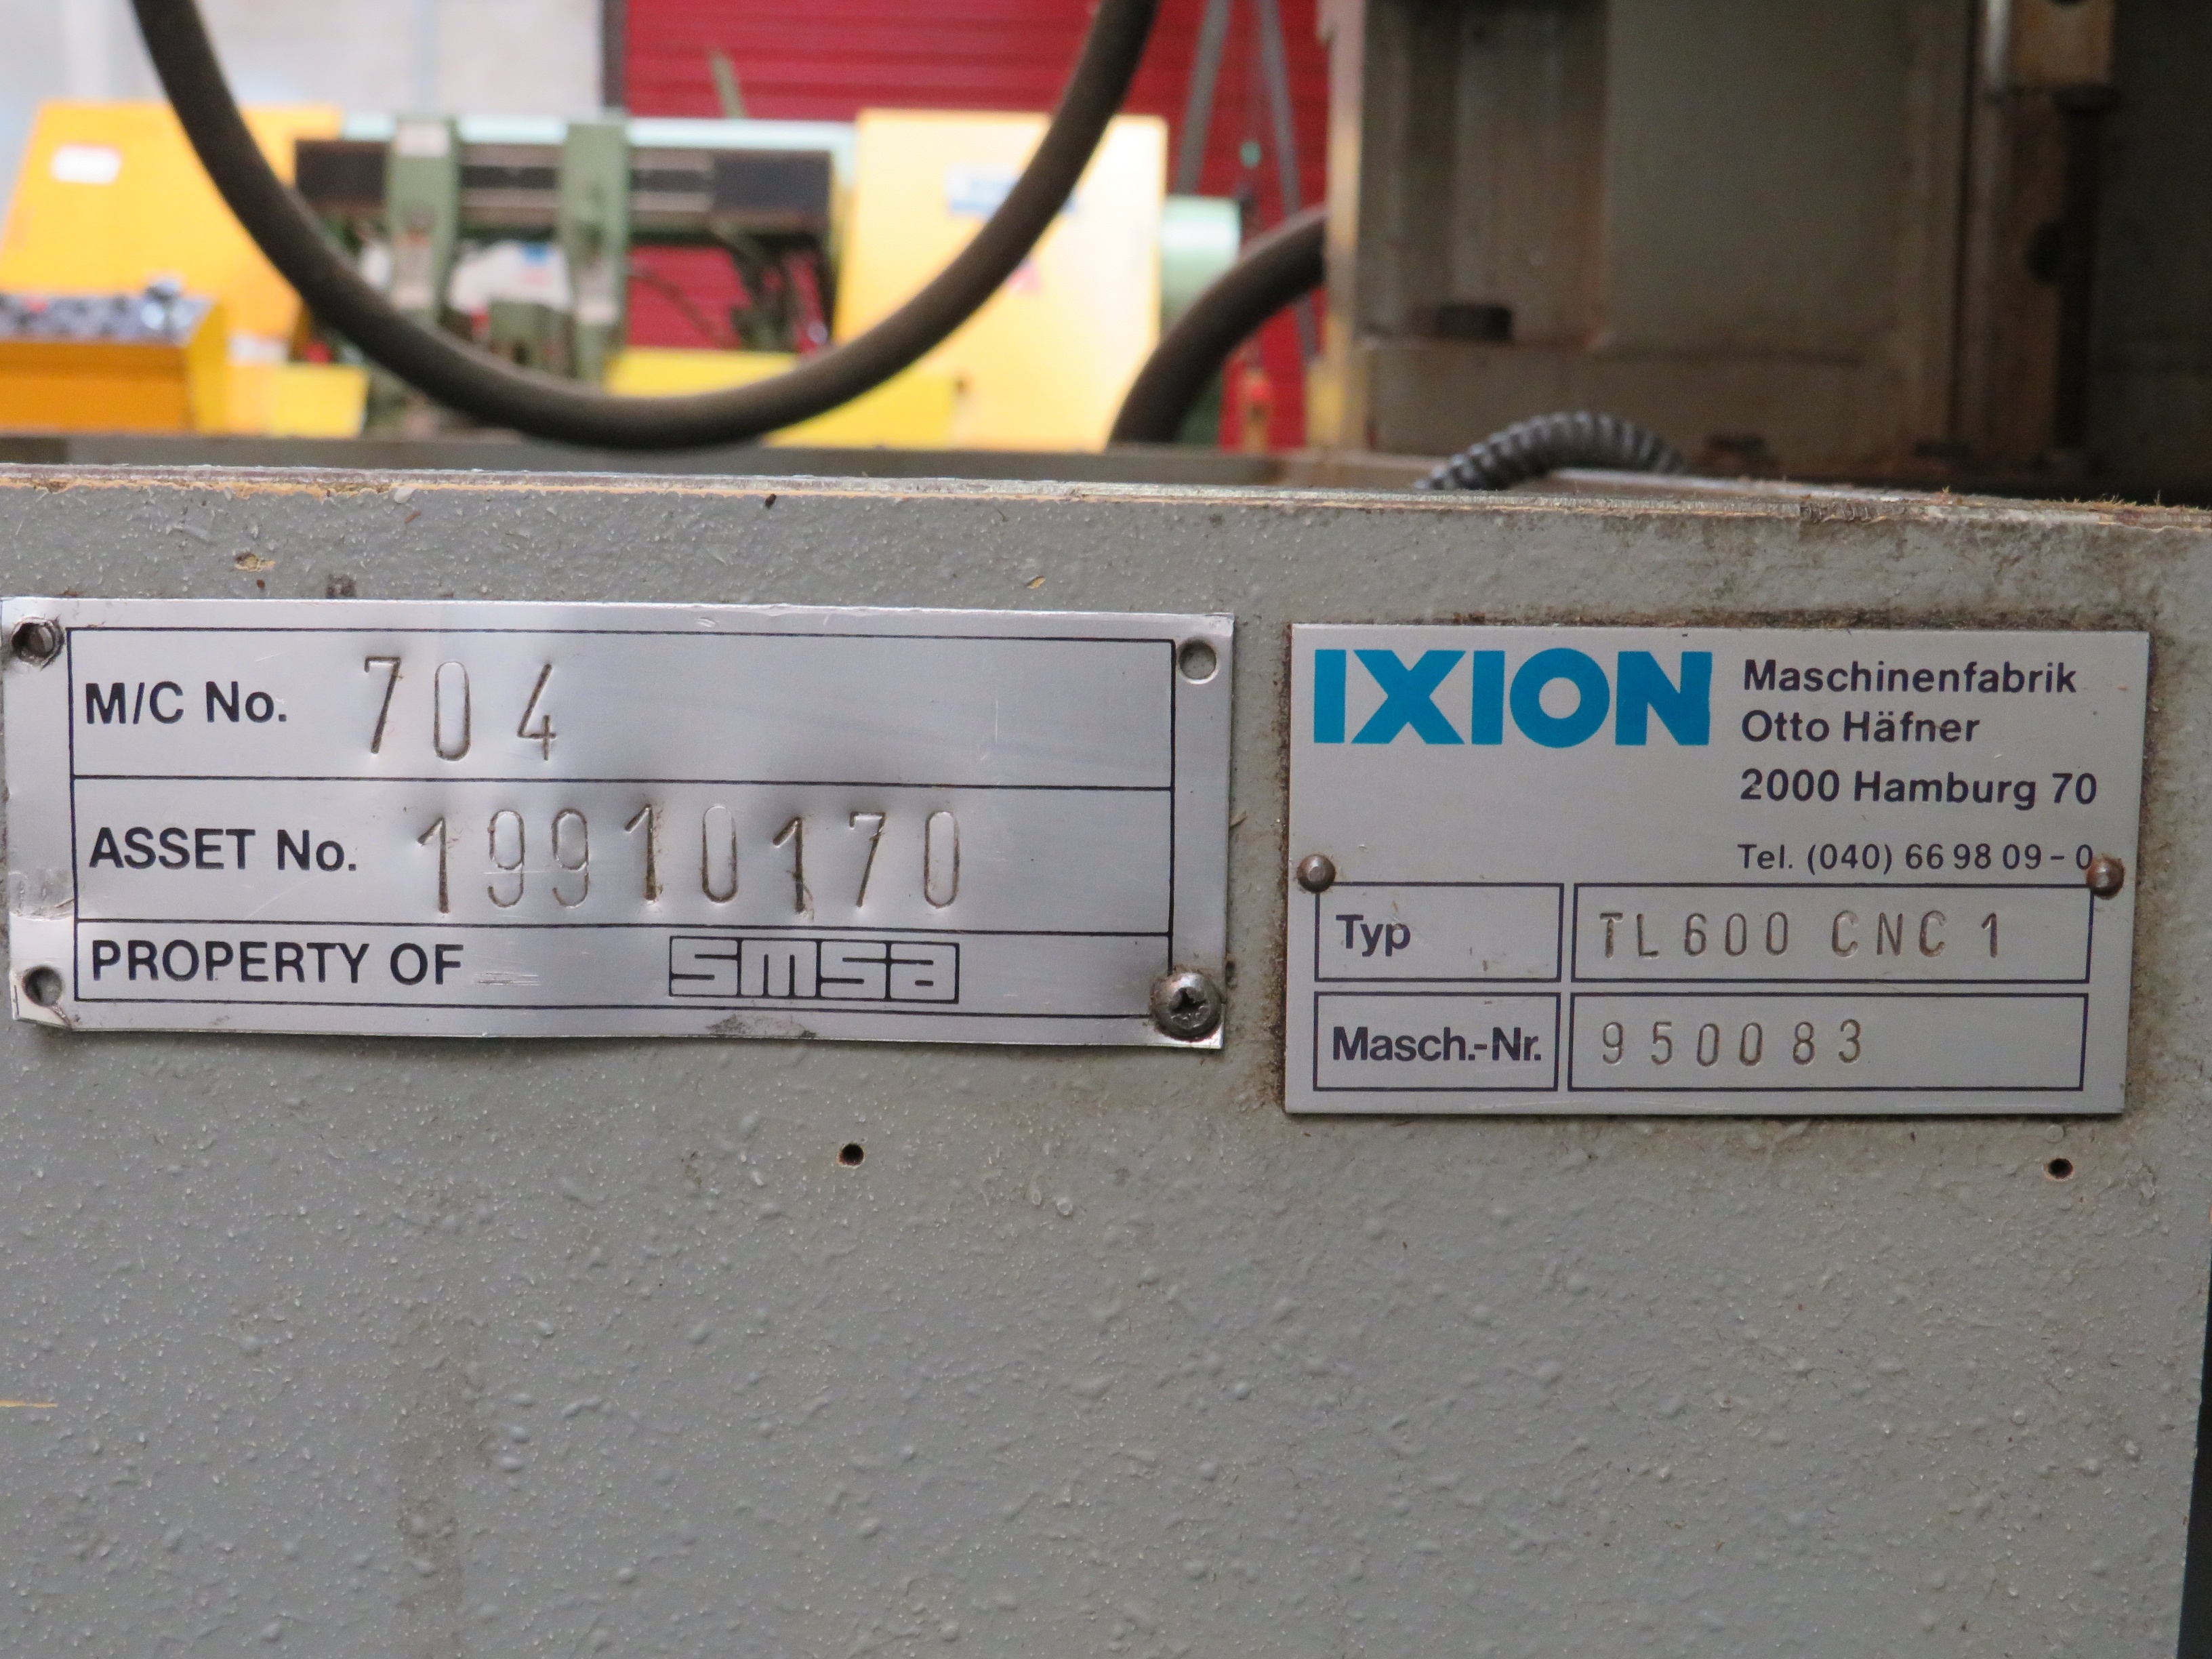 M/C No. 704
ASSET No. 19910170
PROPERTY OF smsa
IXION Maschinenfabrik
Otto Häfner
2000 Hamburg 70
Tel. (040) 66 98 09-0
Typ TL 600 CNC 1
Masch.-Nr. 950083